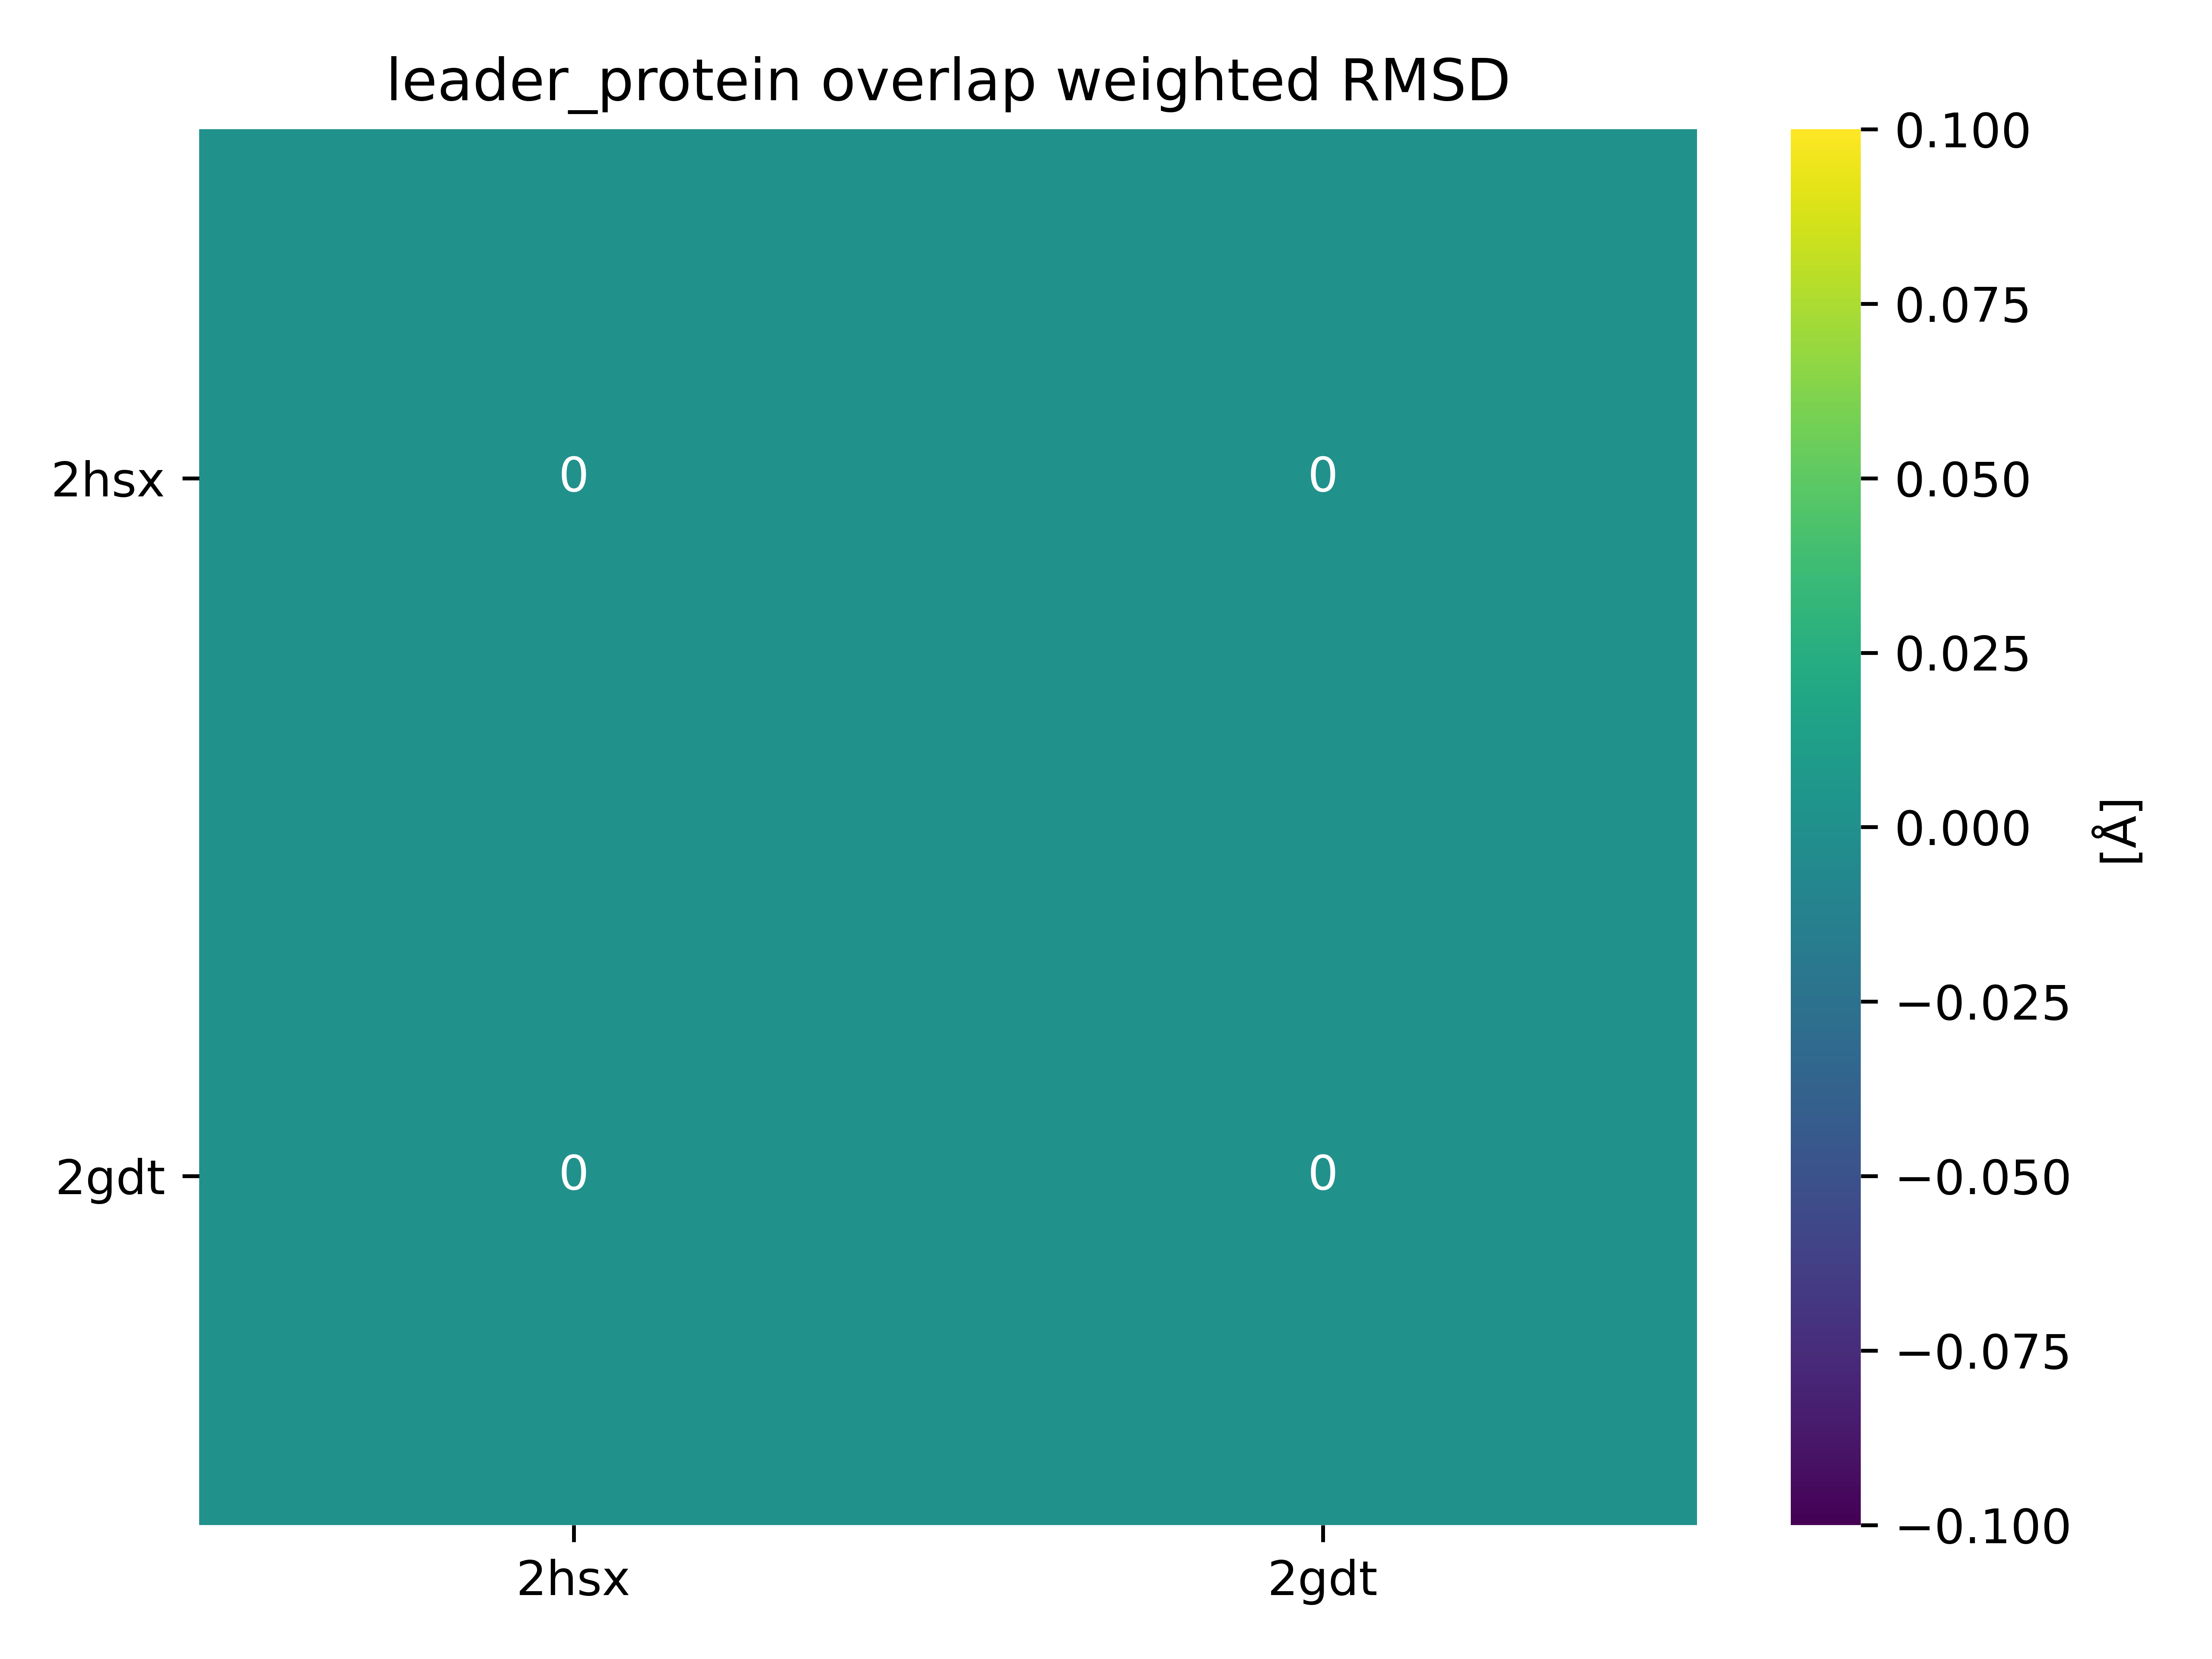 leader_protein overlap weighted RMSD
2hsx
0 0
2gdt
0 0
2hsx 2gdt
0.100
0.075
0.050
0.025
0.000
−0.025
−0.050
−0.075
−0.100
[Å]